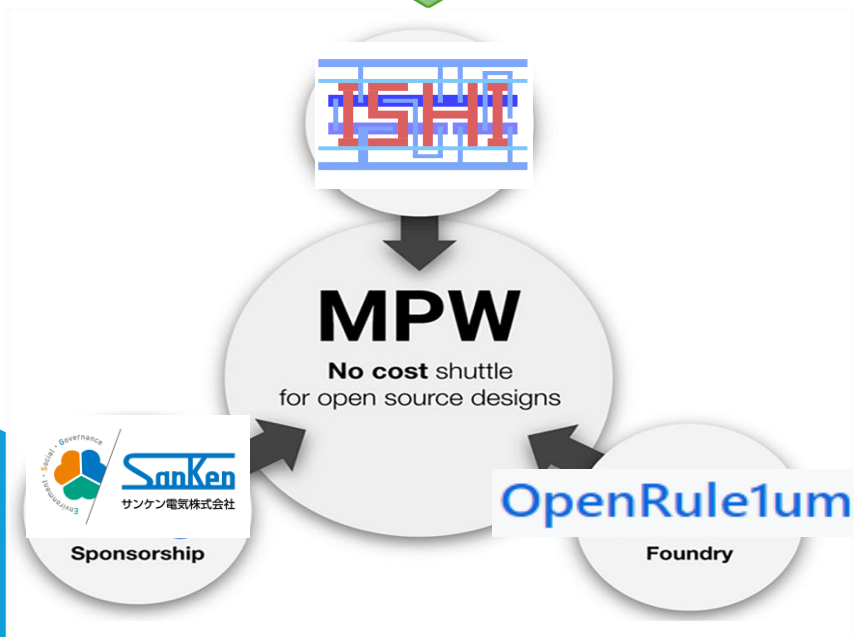 ISHI
MPW
No cost shuttle
for open source designs
Environment・Social・Governance
SanKen
サンケン電気株式会社
Sponsorship
OpenRule1um
Foundry